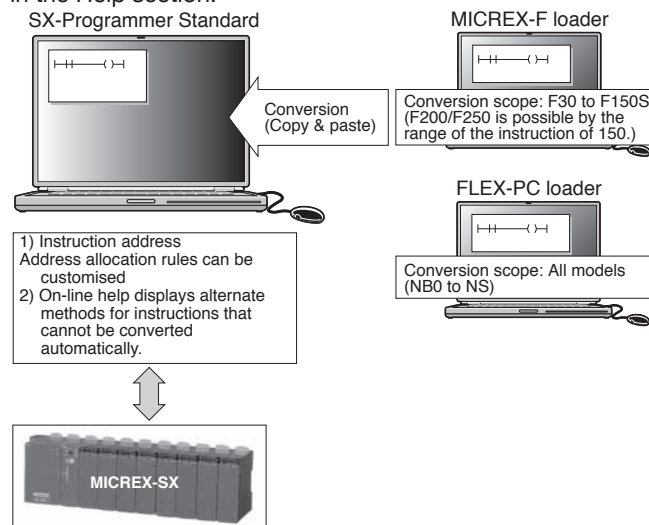 in the Help section.
SX-Programmer Standard
MICREX-F loader
Conversion
(Copy & paste)
Conversion scope: F30 to F150S
(F200/F250 is possible by the
range of the instruction of 150.)
FLEX-PC loader
Conversion scope: All models
(NB0 to NS)
1) Instruction address
Address allocation rules can be
customised
2) On-line help displays alternate
methods for instructions that
cannot be converted
automatically.
MICREX-SX